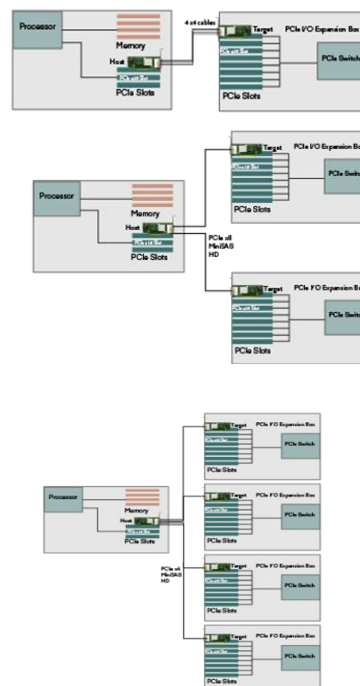 Processor
Memory
Host
PCIe Slots
4 x4 cables
Target
PCIe I/O Expansion Box
PCIe Switch
PCIe Slots
Processor
Memory
Host
PCIe Slots
PCIe x8
MiniSAS
HD
Target
PCIe I/O Expansion Bo
PCIe Switc
PCIe Slots
Target
PCIe I/O Expansion Bo
PCIe Switc
PCIe Slots
Processor
Memory
Host
PCIe Slots
PCIe x4
MiniSAS
HD
Target
PCIe I/O Expansion Box
PCIe Switch
PCIe Slots
Target
PCIe I/O Expansion Box
PCIe Switch
PCIe Slots
Target
PCIe I/O Expansion Box
PCIe Switch
PCIe Slots
Target
PCIe I/O Expansion Box
PCIe Switch
PCIe Slots